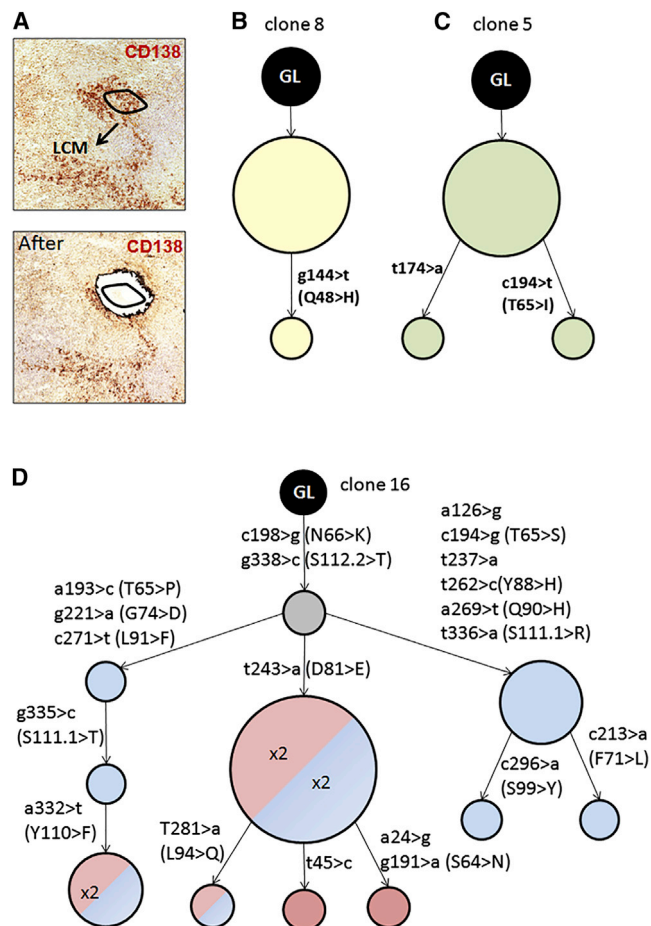 A
CD138
LCM
After
CD138
B
clone 8
GL
g144>t
(Q48>H)
C
clone 5
GL
t174>a
c194>t
(T65>I)
D
GL
clone 16
c198>g (N66>K)
g338>c (S112.2>T)
a126>g
c194>g (T65>S)
t237>a
t262>c(Y88>H)
a269>t (Q90>H)
t336>a (S111.1>R)
a193>c (T65>P)
g221>a (G74>D)
c271>t (L91>F)
t243>a (D81>E)
g335>c
(S111.1>T)
x2
x2
c213>a
(F71>L)
c296>a
(S99>Y)
a332>t
(Y110>F)
T281>a
(L94>Q)
t45>c
a24>g
g191>a (S64>N)
x2